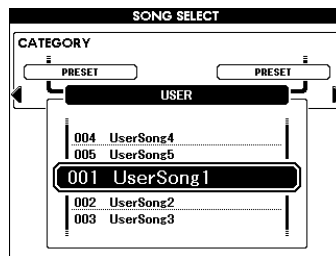 SONG SELECT
CATEGORY
PRESET PRESET
USER
004 UserSong4
005 UserSong5
001 UserSong1
002 UserSong2
003 UserSong3